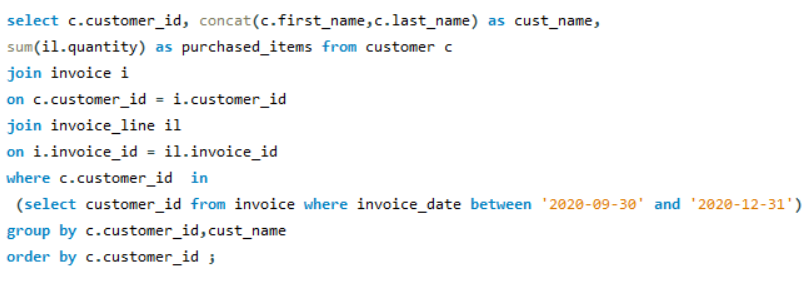 select c.customer_id, concat(c.first_name,c.last_name) as cust_name,
sum(il.quantity) as purchased_items from customer c
join invoice i
on c.customer_id = i.customer_id
join invoice_line il
on i.invoice_id = il.invoice_id
where c.customer_id  in
(select customer_id from invoice where invoice_date between '2020-09-30' and '2020-12-31')
group by c.customer_id,cust_name
order by c.customer_id ;